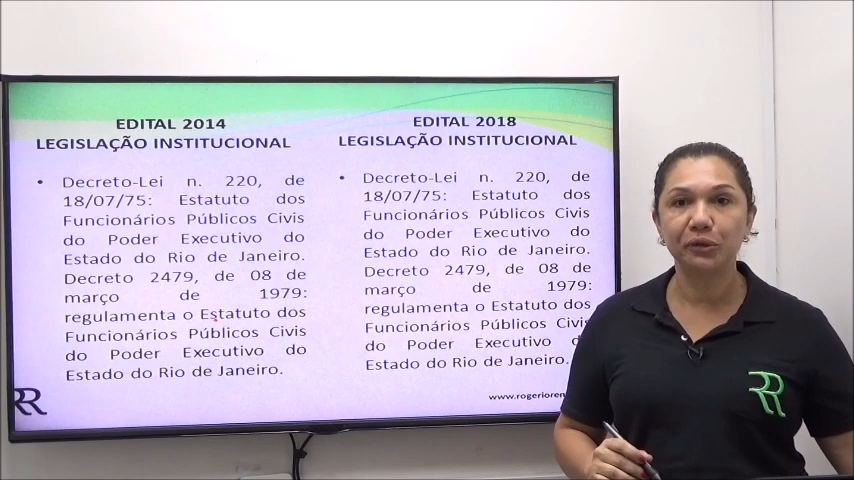 EDITAL 2014
LEGISLAÇÃO INSTITUCIONAL
• Decreto-Lei n. 220, de
18/07/75: Estatuto dos
Funcionários Públicos Civis
do Poder Executivo do
Estado do Rio de Janeiro.
Decreto 2479, de 08 de
março de 1979:
regulamenta o Estatuto dos
Funcionários Públicos Civis
do Poder Executivo do
Estado do Rio de Janeiro.
EDITAL 2018
LEGISLAÇÃO INSTITUCIONAL
• Decreto-Lei n. 220, de
18/07/75: Estatuto dos
Funcionários Públicos Civis
do Poder Executivo do
Estado do Rio de Janeiro.
Decreto 2479, de 08 de
março de 1979:
regulamenta o Estatuto dos
Funcionários Públicos Civis
do Poder Executivo d
Estado do Rio de Janeiro.
RR
www.rogerioren
RR